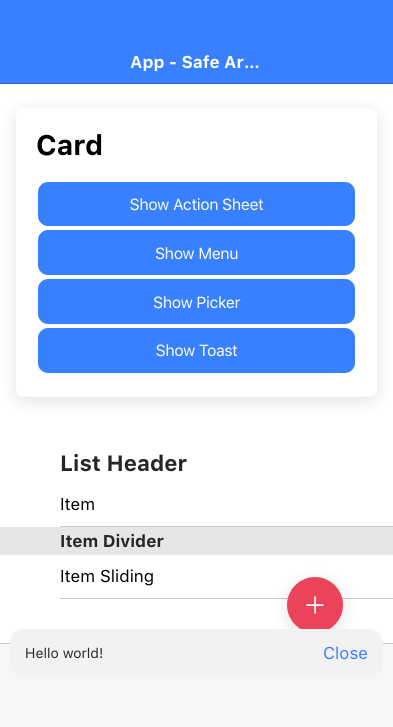 App - Safe Ar...
Card
Show Action Sheet
Show Menu
Show Picker
Show Toast
List Header
Item
Item Divider
Item Sliding
Hello world!
Close